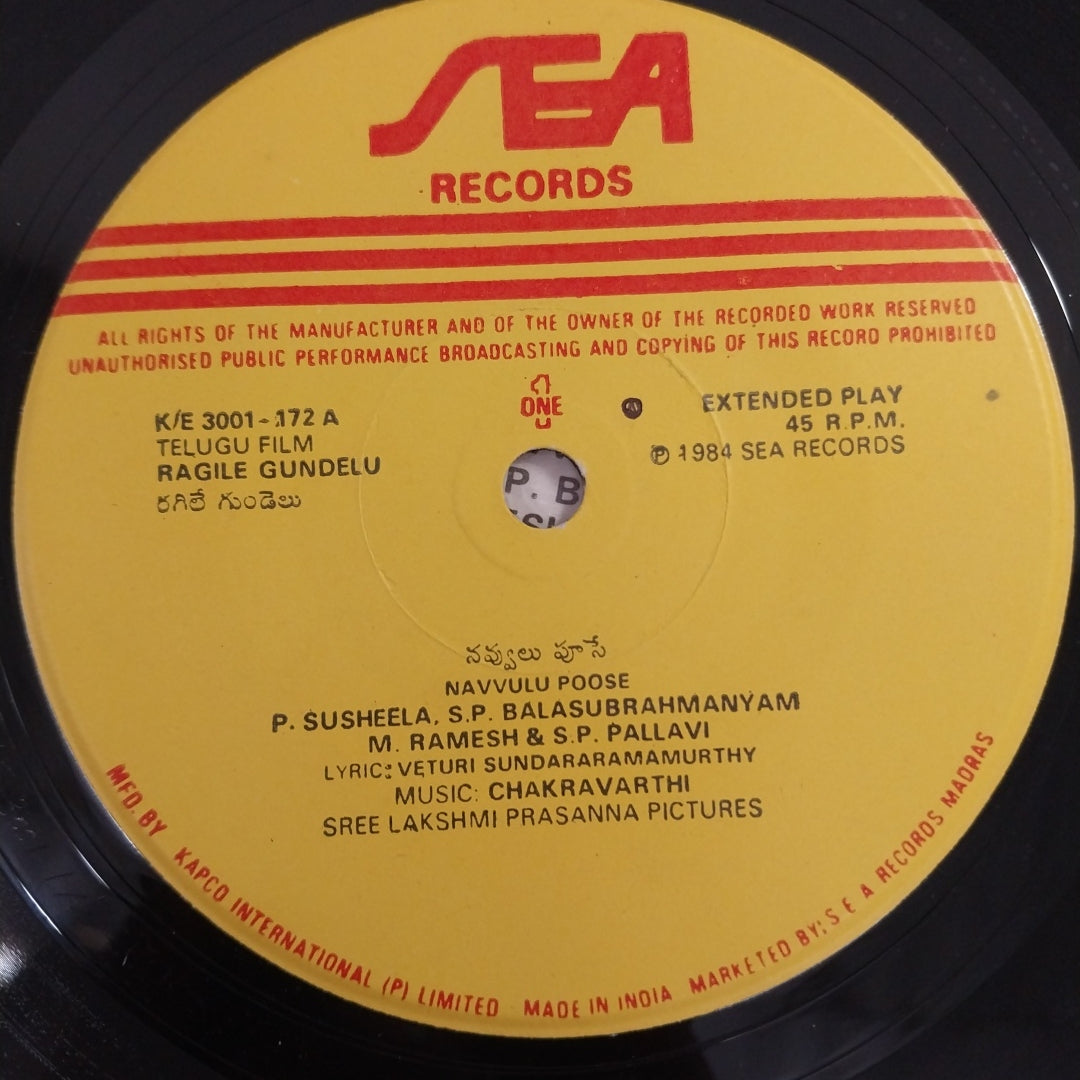 SEA
RECORDS
ALL RIGHTS OF THE MANUFACTURER AND OF THE OWNER OF THE RECORDED WORK RESERVED
UNAUTHORISED PUBLIC PERFORMANCE BROADCASTING AND COPYING OF THIS RECORD PROHIBITED
ONE
K/E 3001-172 A
TELUGU FILM
RAGILE GUNDELU
రగిలే గుండెలు
EXTENDED PLAY
45 R.P.M.
℗ 1984 SEA RECORDS
P. B
నవ్వులు పూసే
NAVVULU POOSE
P. SUSHEELA, S.P. BALASUBRAHMANYAM
M. RAMESH & S.P. PALLAVI
LYRIC: VETURI SUNDARARAMAMURTHY
MUSIC: CHAKRAVARTHI
SREE LAKSHMI PRASANNA PICTURES
MFD. BY KAPCO INTERNATIONAL (P) LIMITED MADE IN INDIA MARKETED BY: S E A RECORDS MADRAS